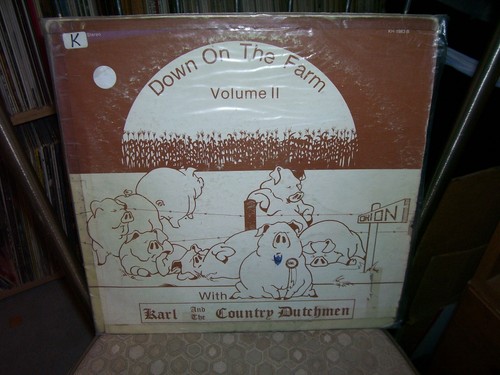 K
Down On The Farm
Volume II
ON
With
Karl And The Country Dutchmen